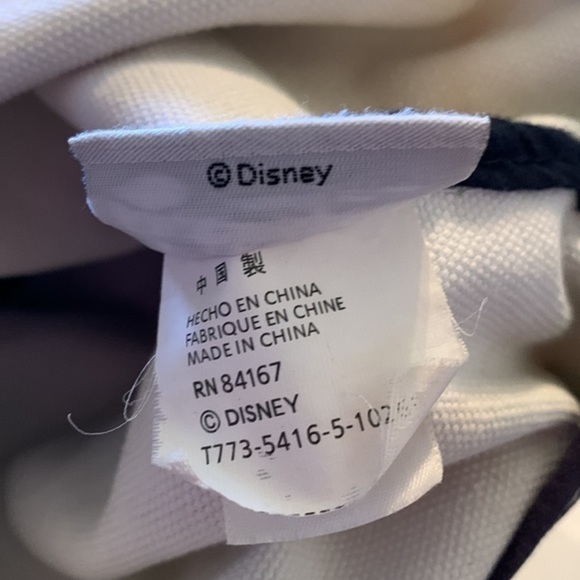 ©Disney
中国製
HECHO EN CHINA
FABRIQUE EN CHINE
MADE IN CHINA
RN 84167
© DISNEY